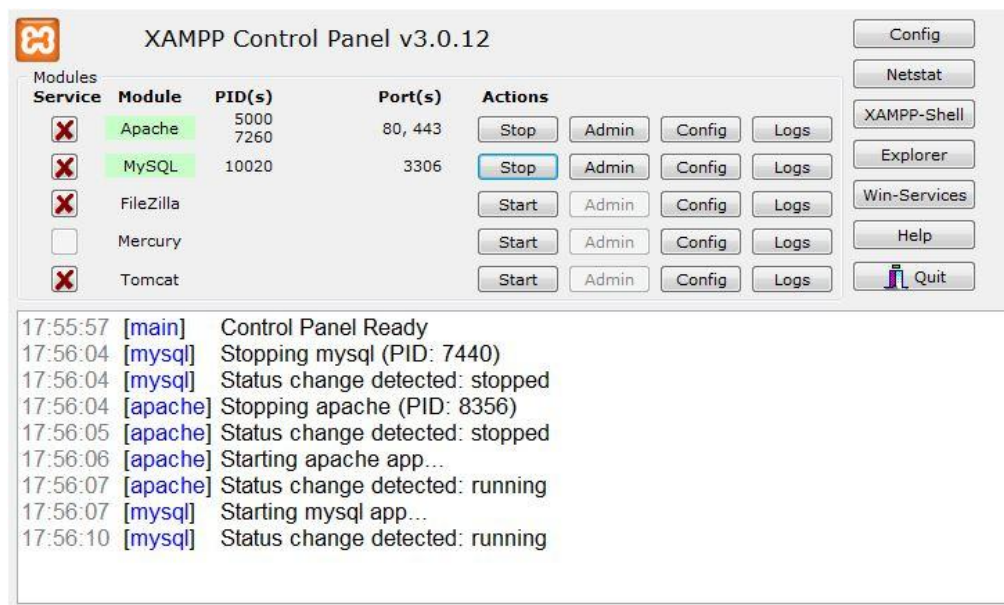 XAMPP Control Panel v3.0.12
Config
Netstat
XAMPP-Shell
Explorer
Win-Services
Help
Quit
Modules
Service Module PID(s) Port(s) Actions
Apache 5000 7260 80, 443 Stop Admin Config Logs
MySQL 10020 3306 Stop Admin Config Logs
FileZilla Start Admin Config Logs
Mercury Start Admin Config Logs
Tomcat Start Admin Config Logs
17:55:57 [main] Control Panel Ready
17:56:04 [mysql] Stopping mysql (PID: 7440)
17:56:04 [mysql] Status change detected: stopped
17:56:04 [apache] Stopping apache (PID: 8356)
17:56:05 [apache] Status change detected: stopped
17:56:06 [apache] Starting apache app...
17:56:07 [apache] Status change detected: running
17:56:07 [mysql] Starting mysql app...
17:56:10 [mysql] Status change detected: running